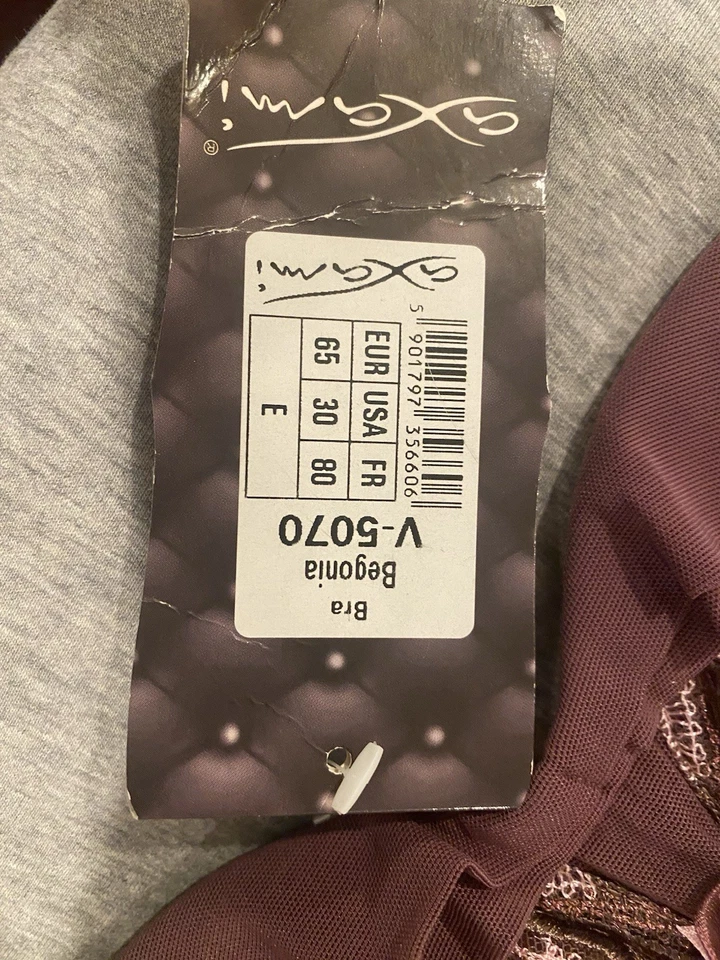 Bra
Begonia
V-5070
5 901797 356606
EUR USA FR
65 30 80
E
axami
axami ®